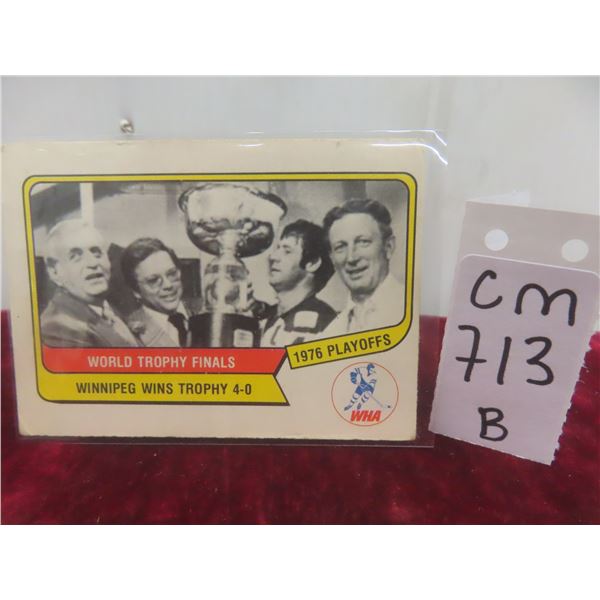 WORLD TROPHY FINALS
1976 PLAYOFFS
WINNIPEG WINS TROPHY 4-0
WHA
CM
713
B